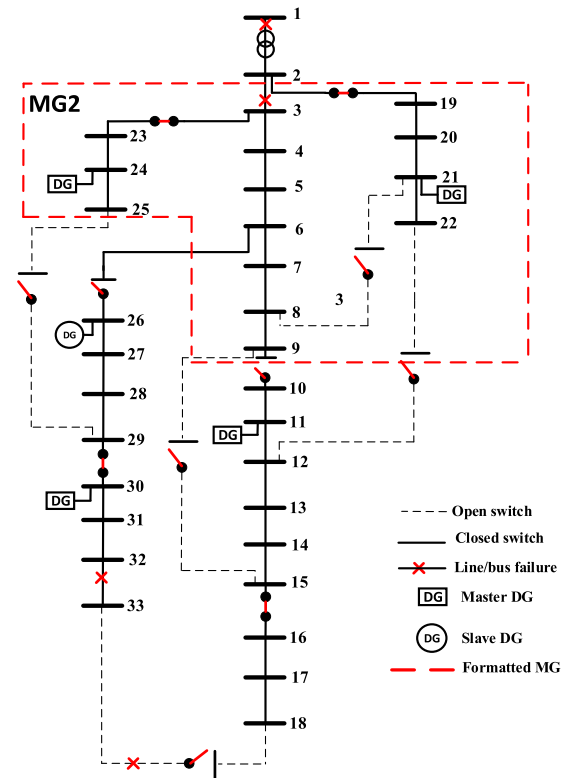 1
2
MG2
3
19
23
20
4
24
21
DG
DG
5
25
22
6
7
3
8
26
DG
9
27
10
28
11
DG
29
12
30
DG
13
31
Open switch
14
Closed switch
32
Line/bus failure
15
DG Master DG
33
16
DG Slave DG
17
Formatted MG
18